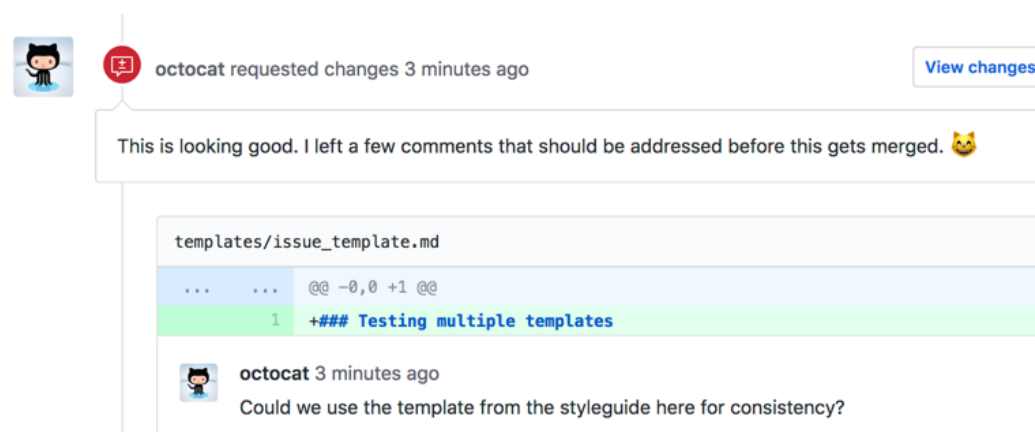 octocat requested changes 3 minutes ago
View changes
This is looking good. I left a few comments that should be addressed before this gets merged. 😸
templates/issue_template.md
... ... @@ -0,0 +1 @@
1 +### Testing multiple templates
octocat 3 minutes ago
Could we use the template from the styleguide here for consistency?